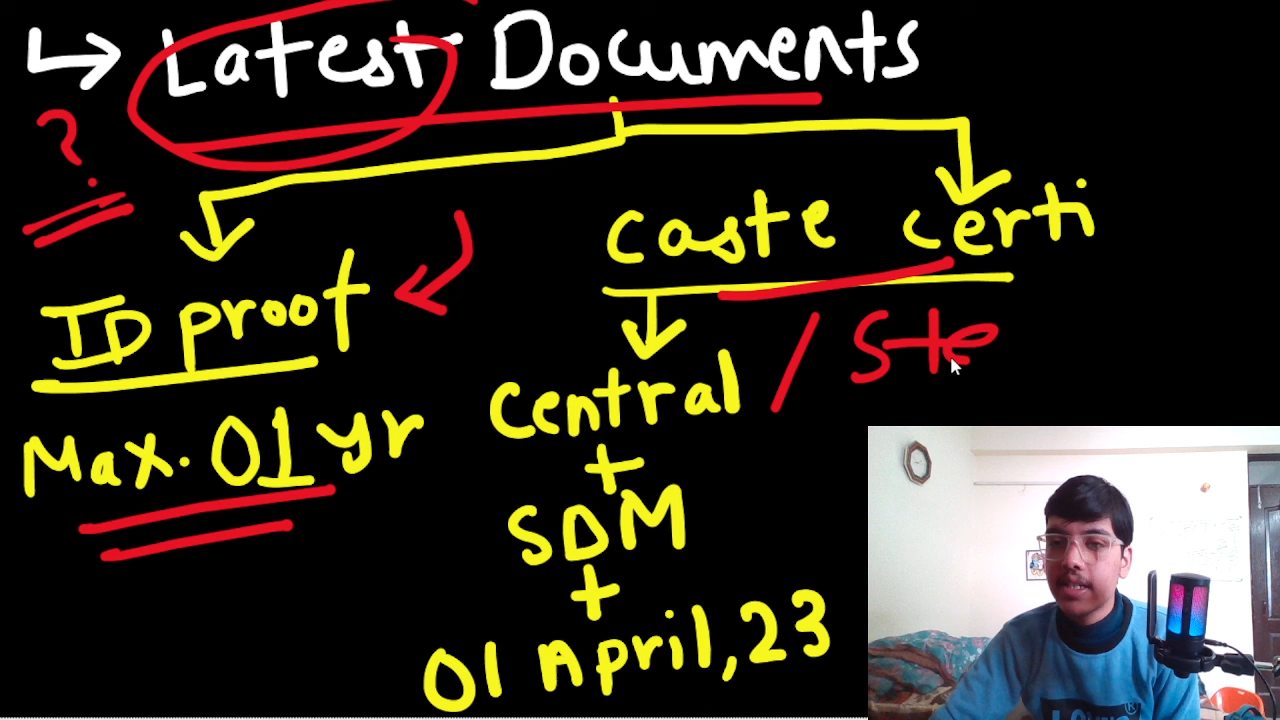 ↳ Latest Documents
?
ID proof
Max. 01 yr
Caste Certi
Central / Ste
+
SDM
+
01 April, 23